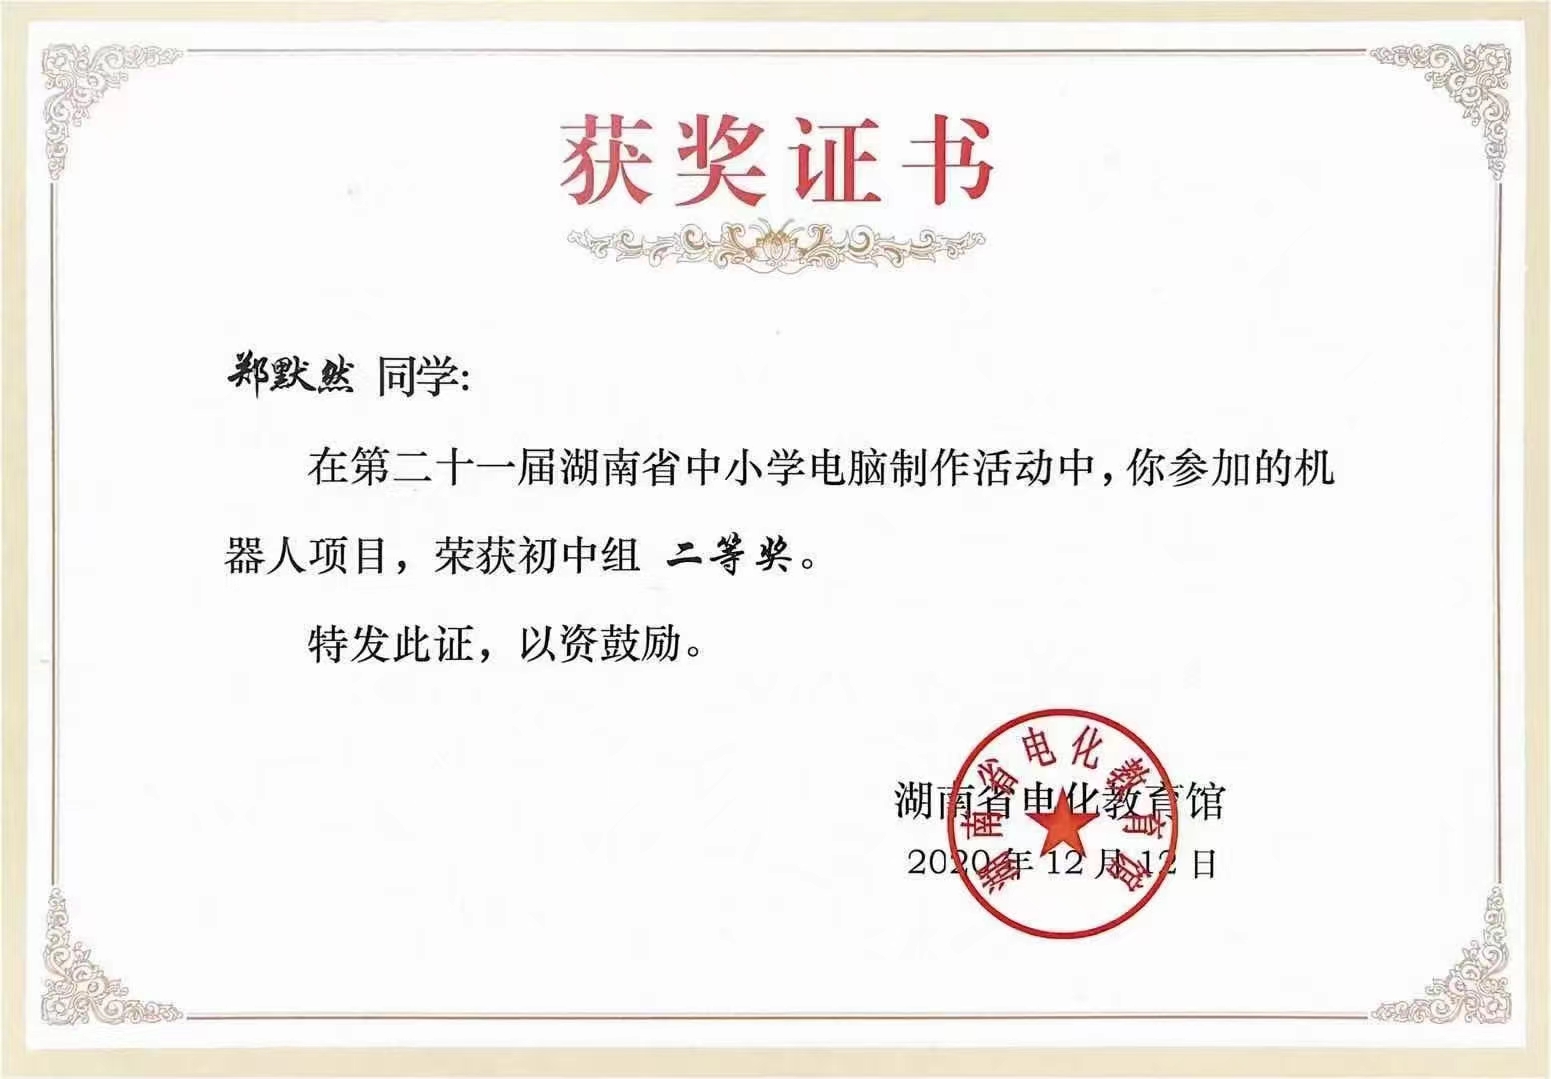 获奖证书
郑默然 同学:
在第二十一届湖南省中小学电脑制作活动中,你参加的机
器人项目，荣获初中组 二等奖。
特发此证，以资鼓励。
湖南省电化教育馆
2020年12月12日
湖南省电化教育馆